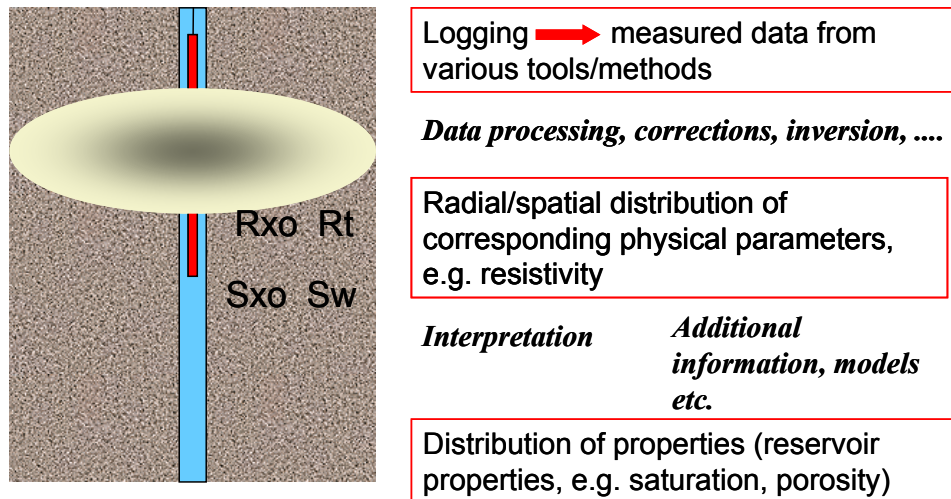 Logging measured data from
various tools/methods
Data processing, corrections, inversion, ....
Rxo Rt
Sxo Sw
Radial/spatial distribution of
corresponding physical parameters,
e.g. resistivity
Interpretation
Additional
information, models
etc.
Distribution of properties (reservoir
properties, e.g. saturation, porosity)